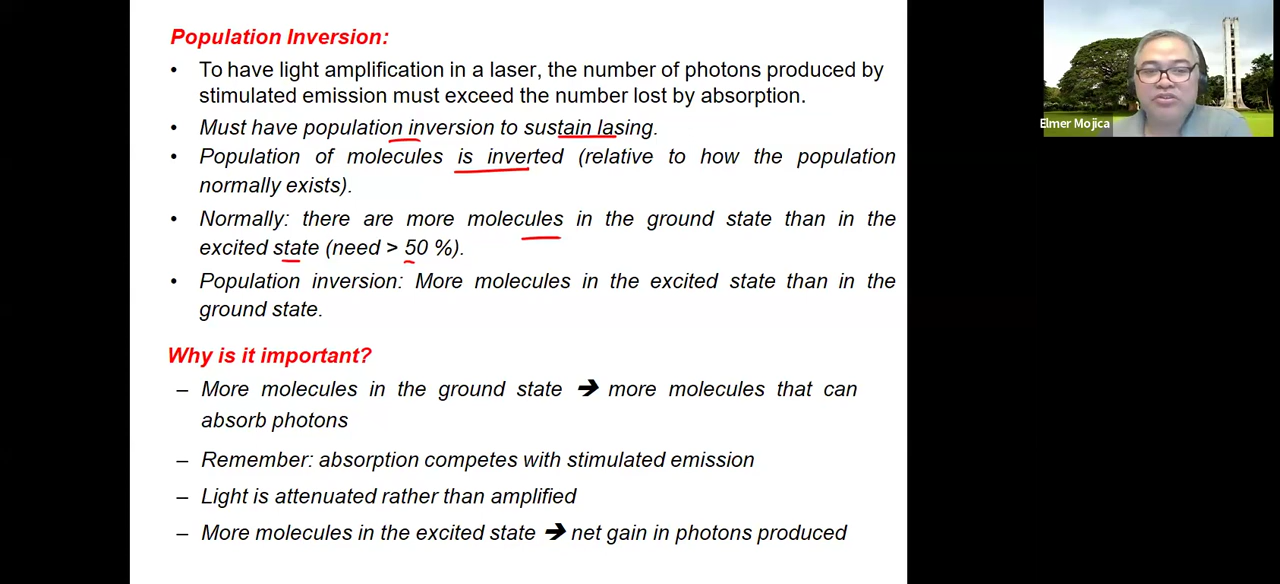 Population Inversion:
• To have light amplification in a laser, the number of photons produced by
stimulated emission must exceed the number lost by absorption.
• Must have population inversion to sustain lasing.
• Population of molecules is inverted (relative to how the population
normally exists).
• Normally: there are more molecules in the ground state than in the
excited state (need > 50 %).
• Population inversion: More molecules in the excited state than in the
ground state.
Why is it important?
– More molecules in the ground state ➔ more molecules that can
absorb photons
– Remember: absorption competes with stimulated emission
– Light is attenuated rather than amplified
– More molecules in the excited state ➔ net gain in photons produced
Elmer Mojica